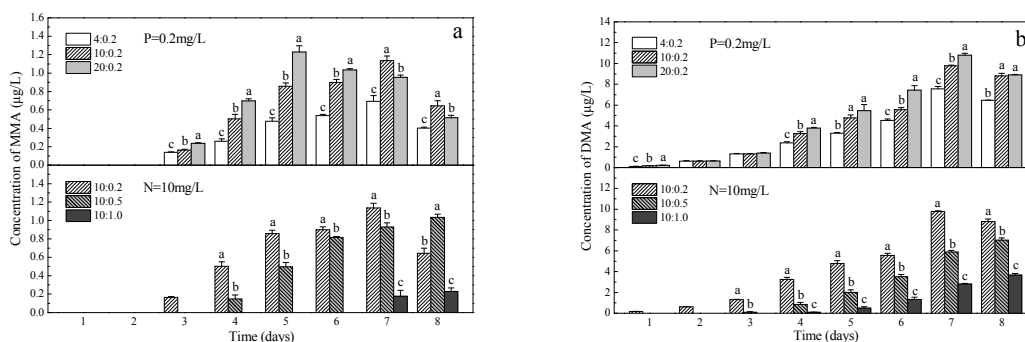 a
P=0.2mg/L
4:0.2
10:0.2
20:0.2
1.6
1.4
1.2
1.0
0.8
0.6
0.4
0.2
0.0
c b a
c b a
c b a
c b a
c a b
c a b
N=10mg/L
10:0.2
10:0.5
10:1.0
1.4
1.2
1.0
0.8
0.6
0.4
0.2
0.0
a b
a b
a b
a b c
b a c
1 2 3 4 5 6 7 8
Time (days)
Concentration of MMA (μg/L)
b
P=0.2mg/L
4:0.2
10:0.2
20:0.2
14
12
10
8
6
4
2
0
c b a
c b a
c b a
c b a
c b a
c b a
c b a
N=10mg/L
10:0.2
10:0.5
10:1.0
10
8
6
4
2
0
a b
a b c
a b c
a b c
a b c
a b c
1 2 3 4 5 6 7 8
Time (days)
Concentration of DMA (μg/L)